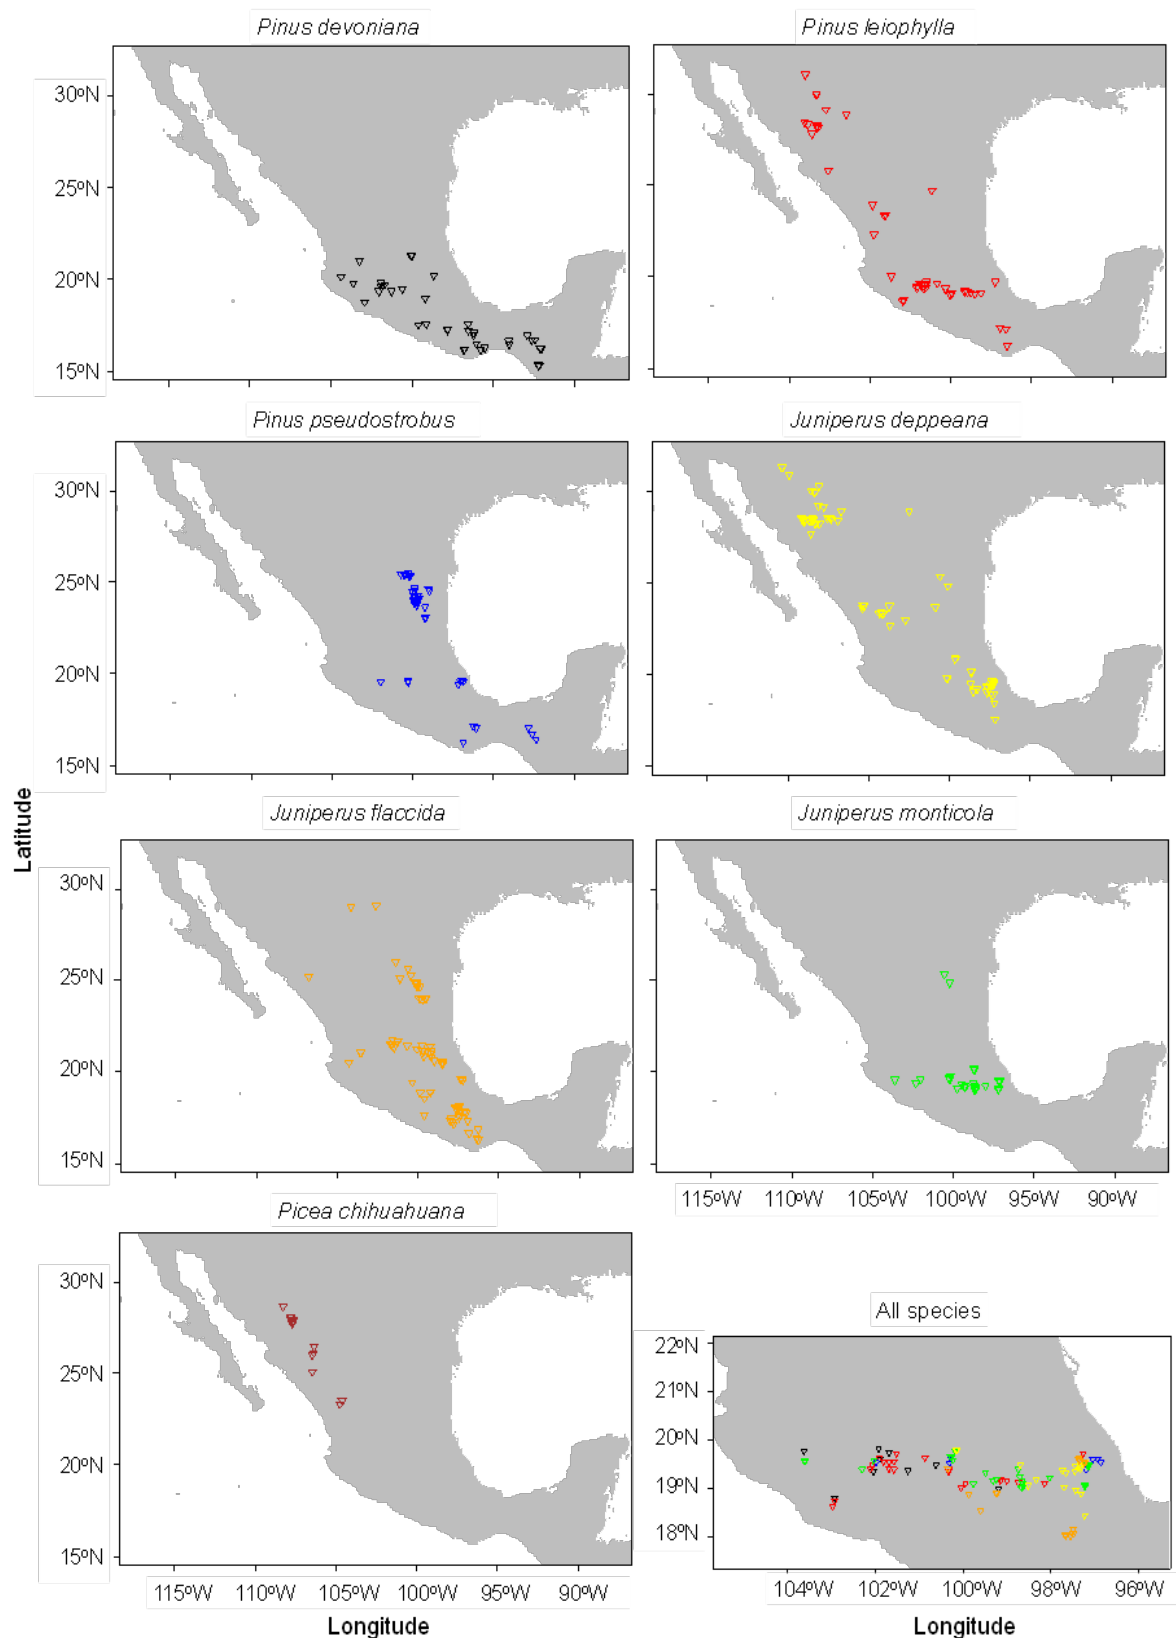 Pinus devoniana
Pinus leiophylla
30ºN
25ºN
20ºN
15ºN
Pinus pseudostrobus
Juniperus deppeana
30ºN
25ºN
20ºN
15ºN
Latitude
Juniperus flaccida
Juniperus monticola
30ºN
25ºN
20ºN
15ºN
115ºW 110ºW 105ºW 100ºW 95ºW 90ºW
Picea chihuahuana
30ºN
25ºN
20ºN
15ºN
115ºW 110ºW 105ºW 100ºW 95ºW 90ºW
Longitude
All species
22ºN
21ºN
20ºN
19ºN
18ºN
104ºW 102ºW 100ºW 98ºW 96ºW
Longitude